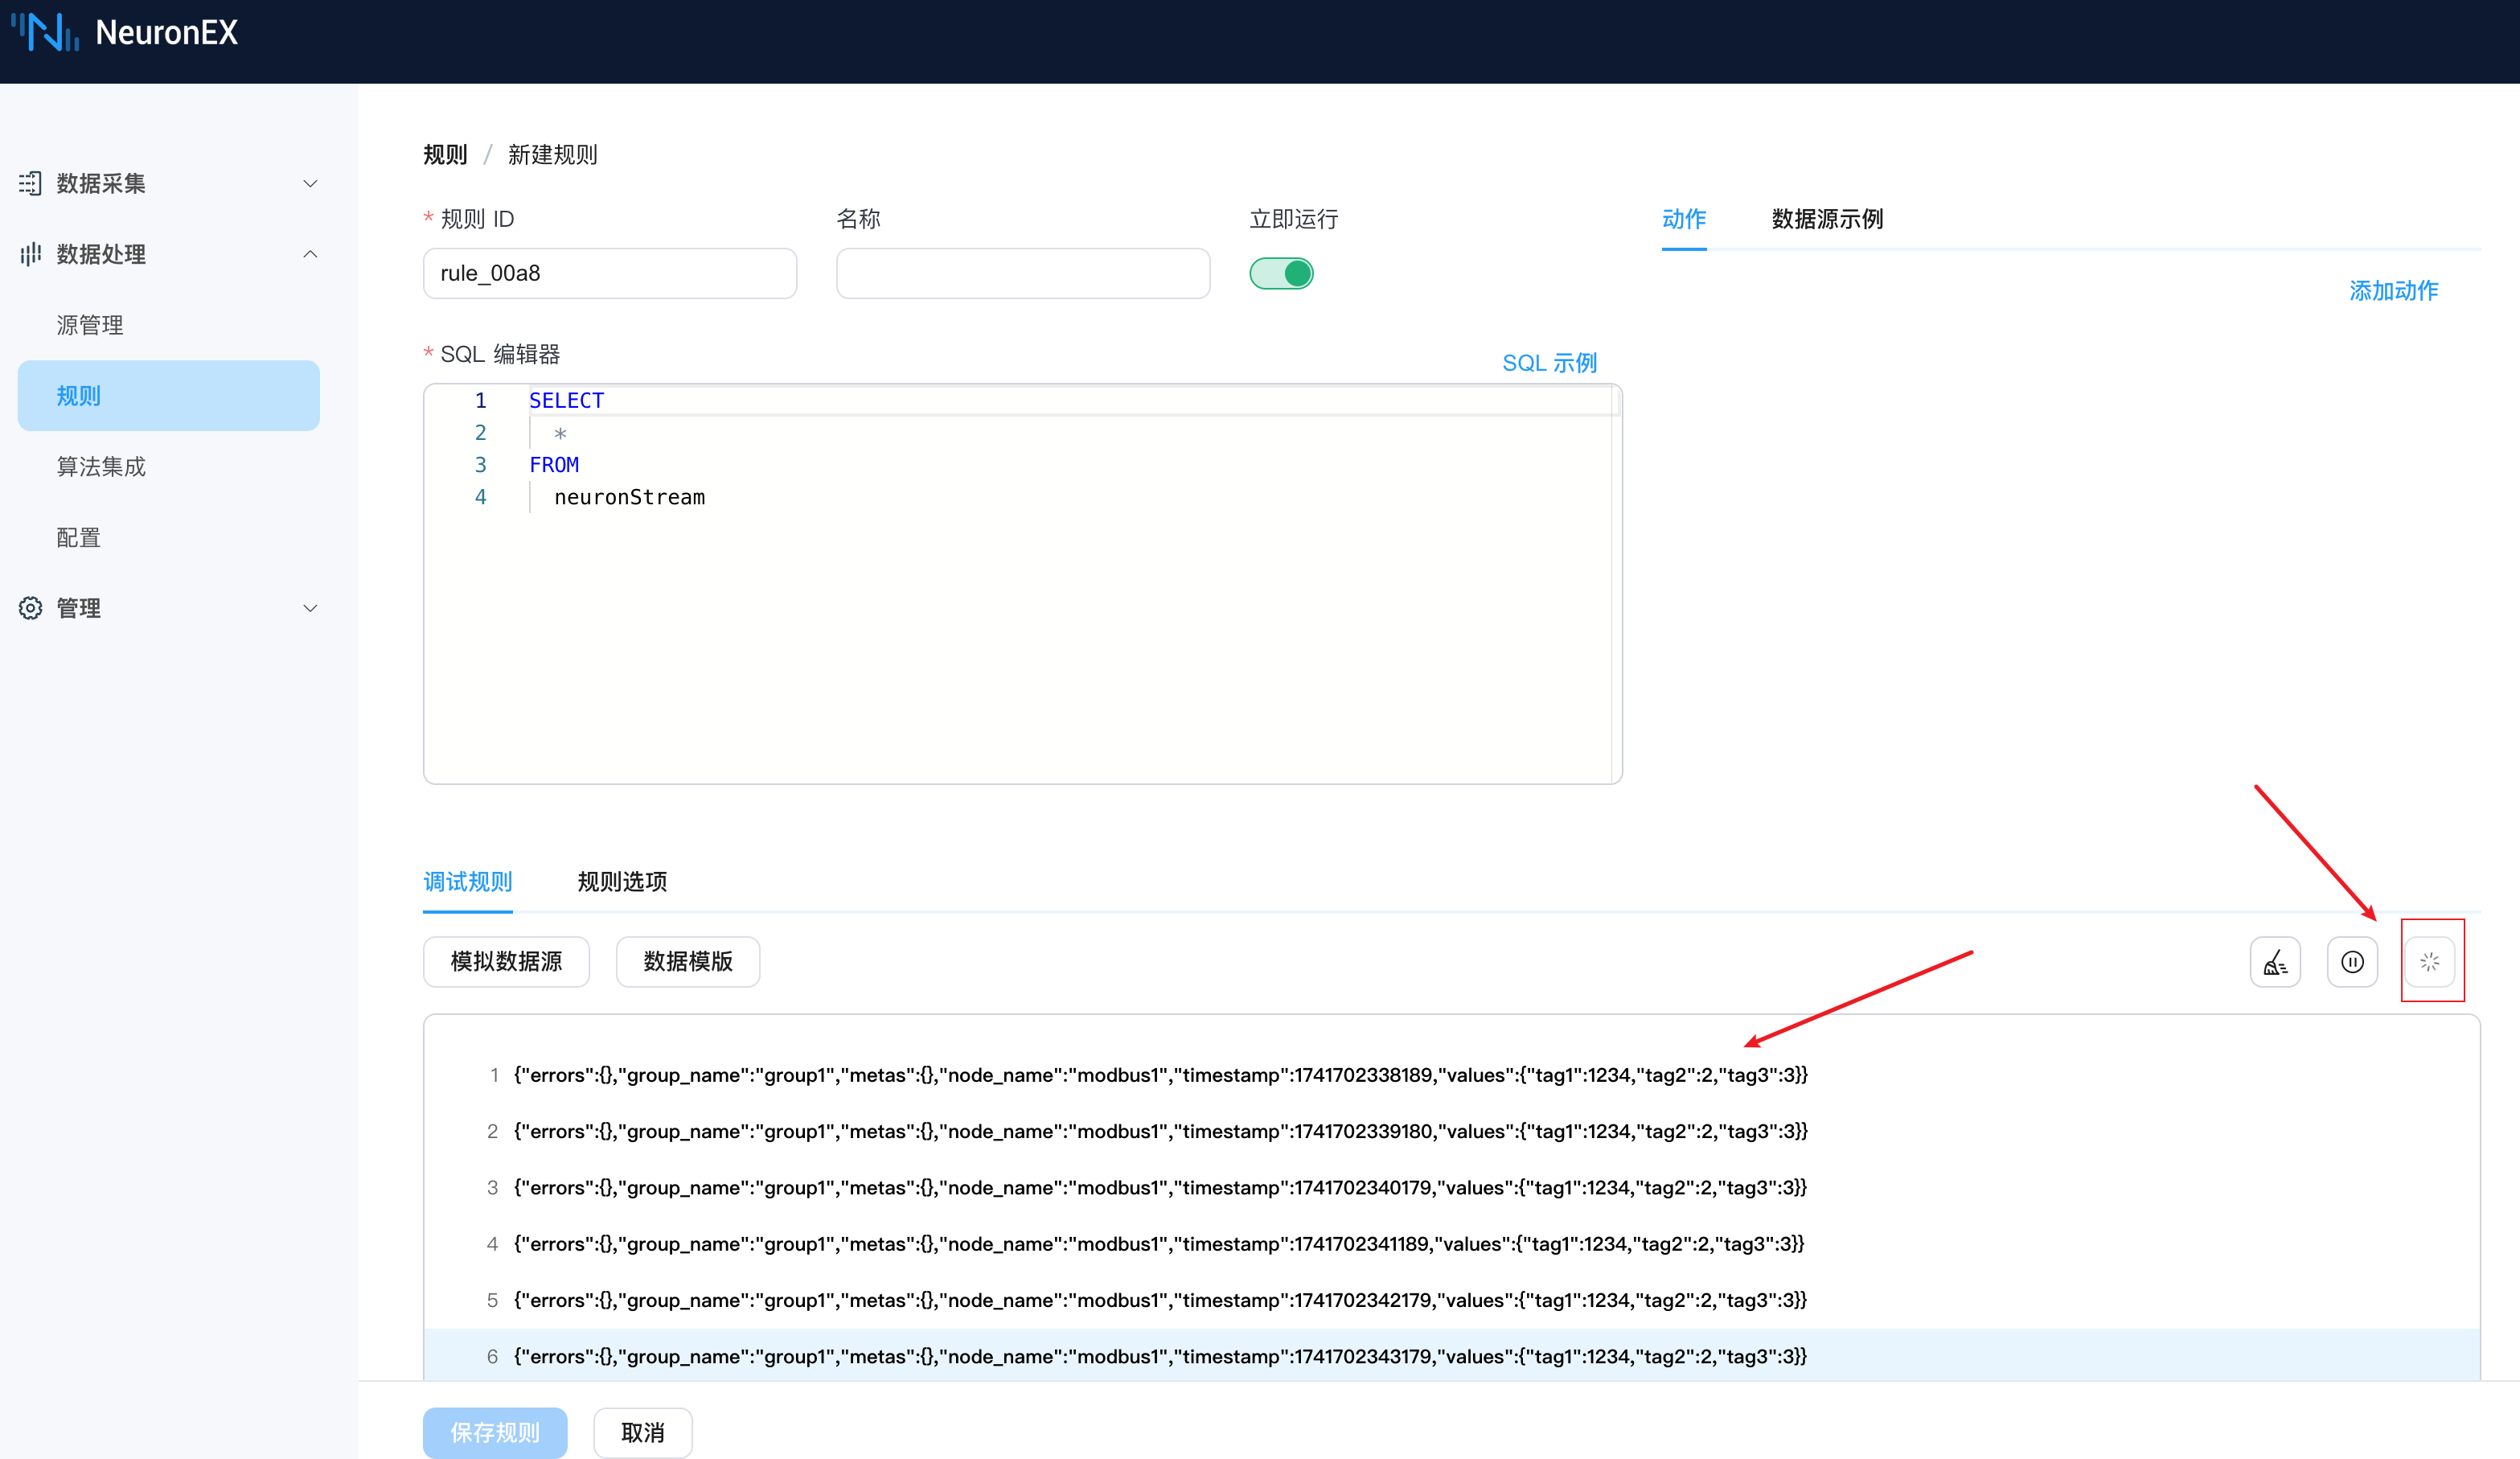 NeuronEX
数据采集
数据处理
源管理
规则
算法集成
配置
管理
规则 / 新建规则
* 规则 ID
名称
立即运行
rule_00a8
* SQL 编辑器
SQL 示例
1 SELECT
2 *
3 FROM
4 neuronStream
动作
数据源示例
添加动作
调试规则
规则选项
模拟数据源
数据模版
1 {"errors":{},"group_name":"group1","metas":{},"node_name":"modbus1","timestamp":1741702338189,"values":{"tag1":1234,"tag2":2,"tag3":3}}
2 {"errors":{},"group_name":"group1","metas":{},"node_name":"modbus1","timestamp":1741702339180,"values":{"tag1":1234,"tag2":2,"tag3":3}}
3 {"errors":{},"group_name":"group1","metas":{},"node_name":"modbus1","timestamp":1741702340179,"values":{"tag1":1234,"tag2":2,"tag3":3}}
4 {"errors":{},"group_name":"group1","metas":{},"node_name":"modbus1","timestamp":1741702341189,"values":{"tag1":1234,"tag2":2,"tag3":3}}
5 {"errors":{},"group_name":"group1","metas":{},"node_name":"modbus1","timestamp":1741702342179,"values":{"tag1":1234,"tag2":2,"tag3":3}}
6 {"errors":{},"group_name":"group1","metas":{},"node_name":"modbus1","timestamp":1741702343179,"values":{"tag1":1234,"tag2":2,"tag3":3}}
保存规则
取消